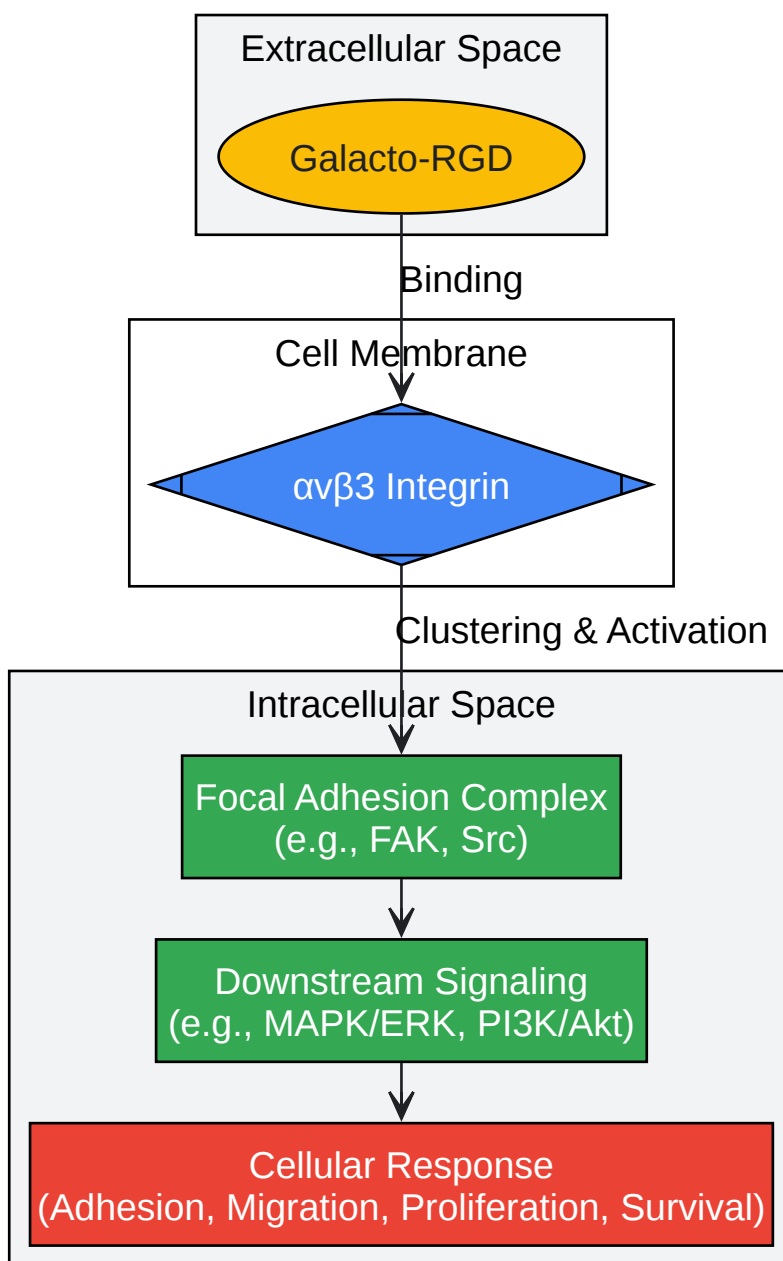 Extracellular Space
Galacto-RGD
Binding
Cell Membrane
αvβ3 Integrin
Clustering & Activation
Intracellular Space
Focal Adhesion Complex
(e.g., FAK, Src)
Downstream Signaling
(e.g., MAPK/ERK, PI3K/Akt)
Cellular Response
(Adhesion, Migration, Proliferation, Survival)